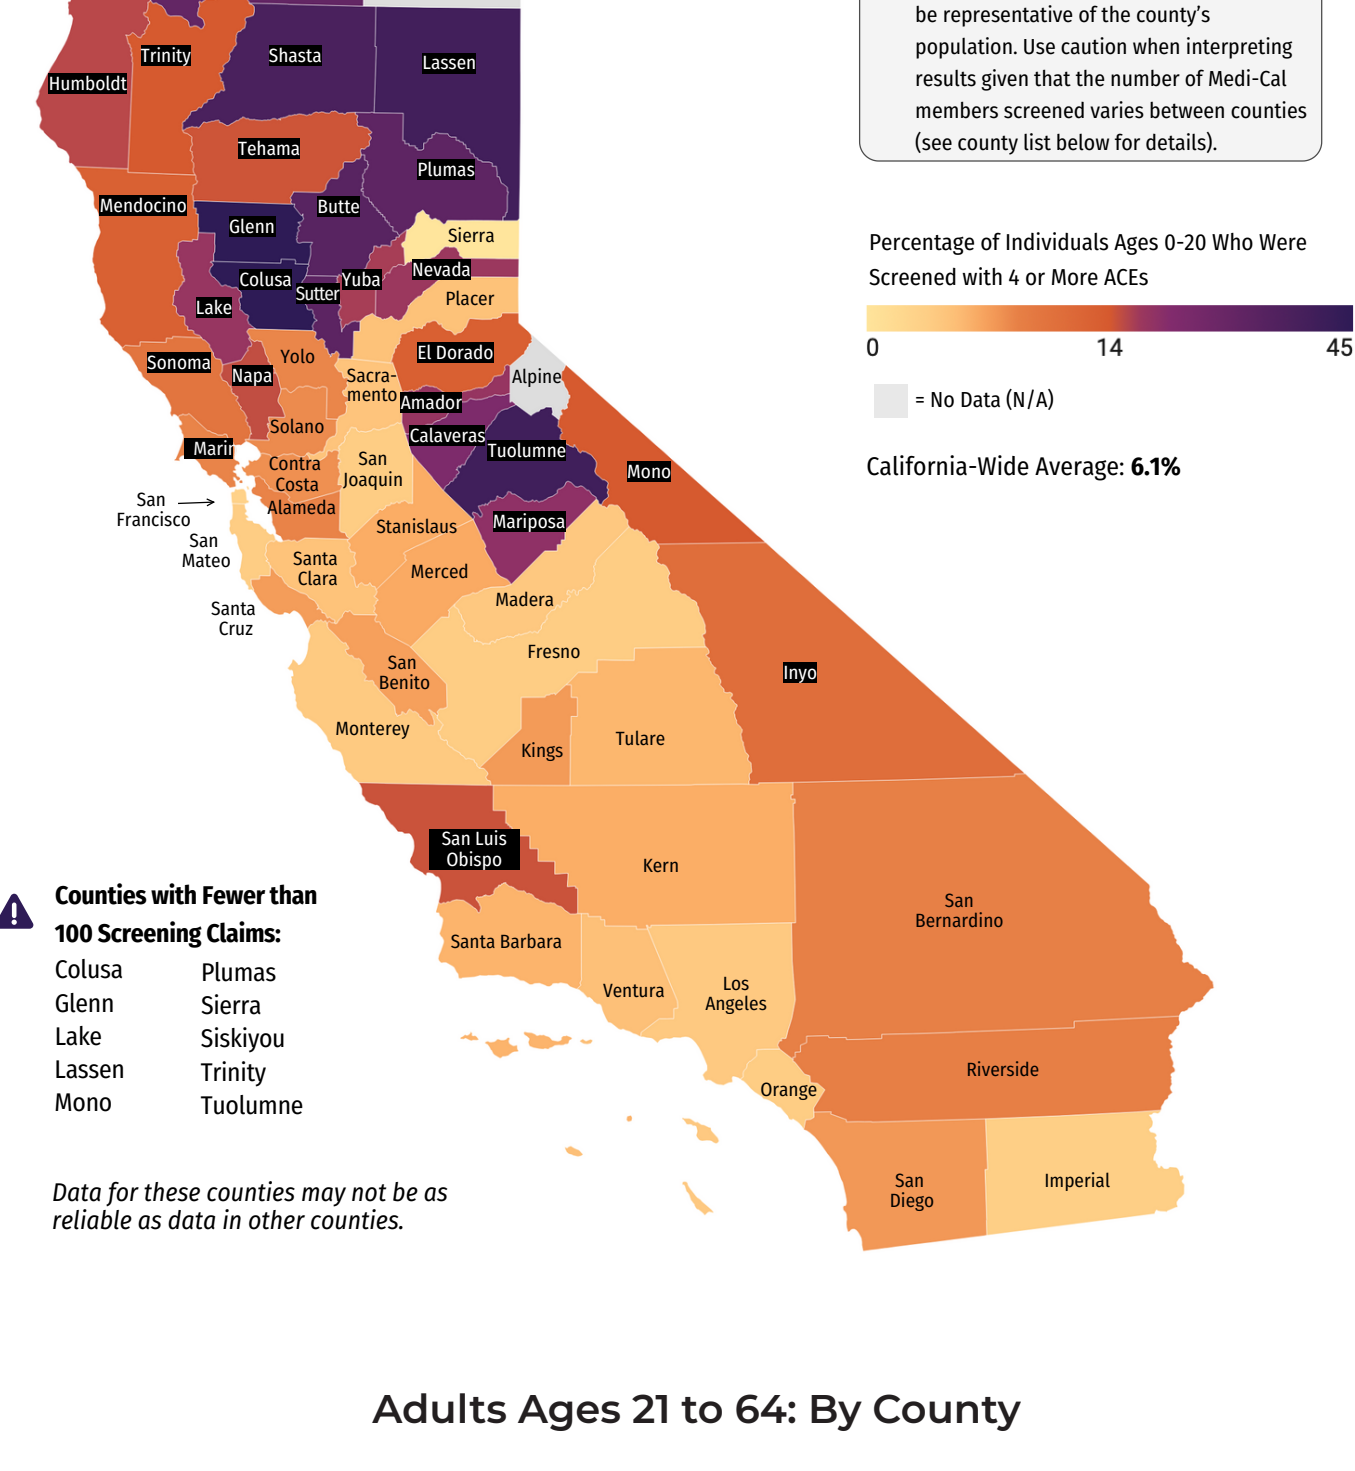 be representative of the county's
population. Use caution when interpreting
results given that the number of Medi-Cal
members screened varies between counties
(see county list below for details).
Percentage of Individuals Ages 0-20 Who Were
Screened with 4 or More ACEs
0 14 45
= No Data (N/A)
California-Wide Average: 6.1%
Humboldt
Trinity
Shasta
Lassen
Tehama
Plumas
Mendocino
Glenn
Butte
Sierra
Colusa
Sutter
Yuba
Nevada
Lake
Placer
Sonoma
Napa
Yolo
El Dorado
Sacra-
mento
Alpine
Amador
Solano
Calaveras
Marin
Contra
Costa
San
Joaquin
Tuolumne
Mono
San
Francisco
Alameda
Stanislaus
Mariposa
San
Mateo
Santa
Clara
Merced
Madera
Santa
Cruz
Fresno
San
Benito
Inyo
Monterey
Kings
Tulare
San Luis
Obispo
Kern
San
Bernardino
Santa Barbara
Ventura
Los
Angeles
Orange
Riverside
San
Diego
Imperial
!
Counties with Fewer than
100 Screening Claims:
Colusa
Glenn
Lake
Lassen
Mono
Plumas
Sierra
Siskiyou
Trinity
Tuolumne
Data for these counties may not be as
reliable as data in other counties.
Adults Ages 21 to 64: By County